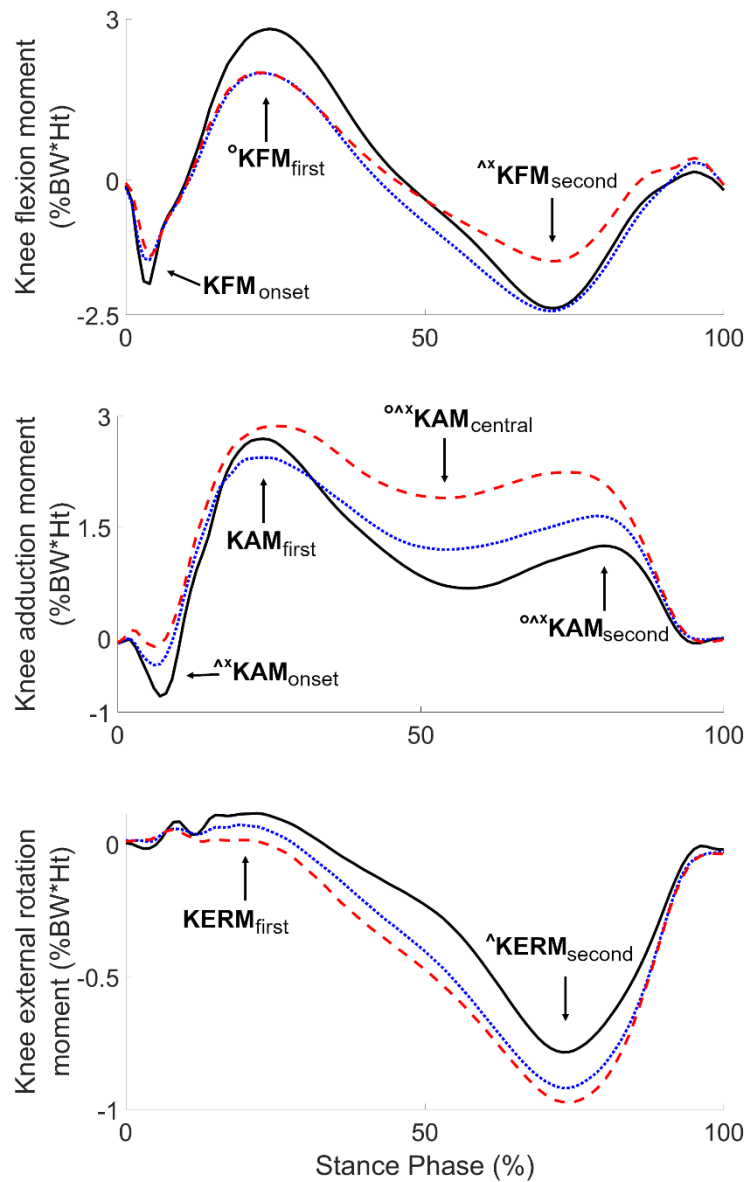 Knee flexion moment
(%BW*Ht)
3
0
-2.5
°KFMfirst
^xKFMsecond
KFMonset
0
50
100
Knee adduction moment
(%BW*Ht)
3
1.5
0
-1
°^xKAMcentral
KAMfirst
°^xKAMsecond
^xKAMonset
0
50
100
Knee external rotation
moment (%BW*Ht)
0
-0.5
-1
KERMfirst
^KERMsecond
0
50
100
Stance Phase (%)